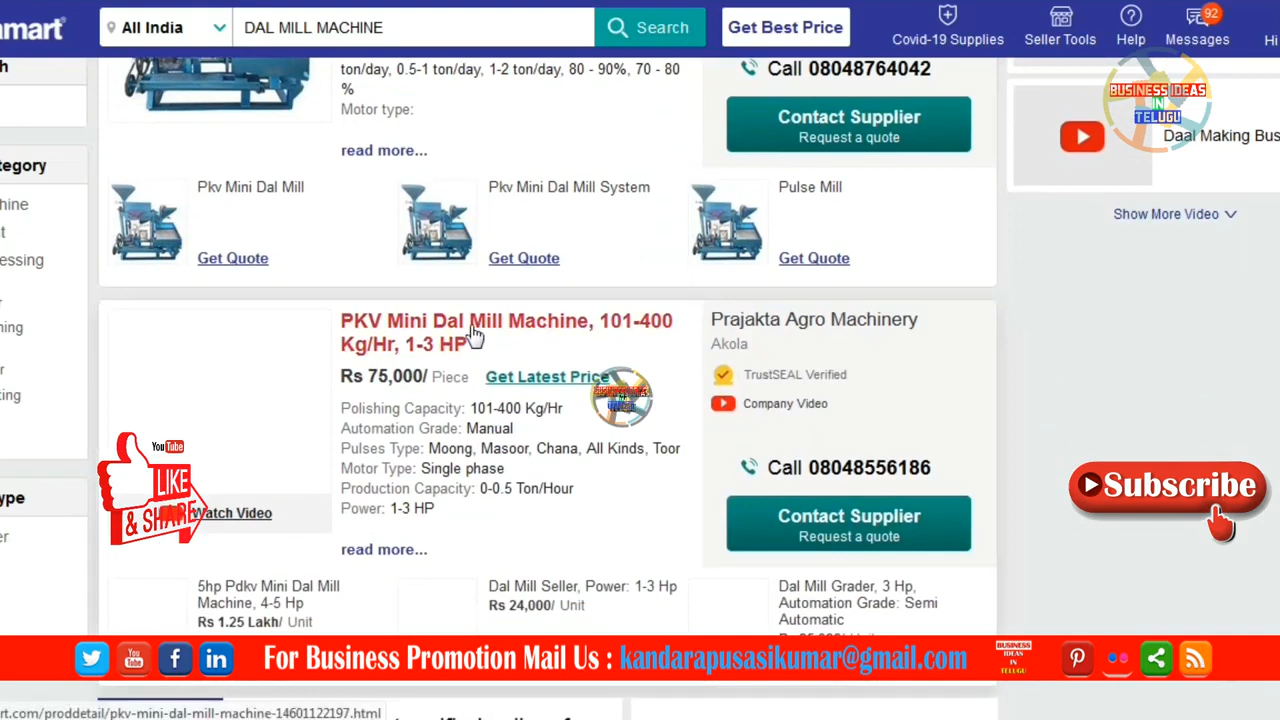 mart
All India
DAL MILL MACHINE
Search
Get Best Price
Covid-19 Supplies
Seller Tools
Help
92
Messages
Hi
ton/day, 0.5-1 ton/day, 1-2 ton/day, 80 - 90%, 70 - 80
%
Motor type:
read more...
Call 08048764042
Contact Supplier
Request a quote
BUSINESS IDEAS
IN
TELUGU
Daal Making Bus
Show More Video
tegory
hine
t
essing
r
ning
r
ting
ype
er
Pkv Mini Dal Mill
Get Quote
Pkv Mini Dal Mill System
Get Quote
Pulse Mill
Get Quote
PKV Mini Dal Mill Machine, 101-400
Kg/Hr, 1-3 HP
Rs 75,000/ Piece
Get Latest Price
Polishing Capacity: 101-400 Kg/Hr
Automation Grade: Manual
Pulses Type: Moong, Masoor, Chana, All Kinds, Toor
Motor Type: Single phase
Production Capacity: 0-0.5 Ton/Hour
Power: 1-3 HP
read more...
Prajakta Agro Machinery
Akola
TrustSEAL Verified
Company Video
Call 08048556186
Contact Supplier
Request a quote
YouTube
LIKE
& SHARE
Watch Video
Subscribe
5hp Pdkv Mini Dal Mill
Machine, 4-5 Hp
Rs 1.25 Lakh/ Unit
Dal Mill Seller, Power: 1-3 HP
Rs 24,000/ Unit
Dal Mill Grader, 3 Hp,
Automation Grade: Semi
Automatic
You
Tube
For Business Promotion Mail Us : kandarapusasikumar@gmail.com
BUSINESS
IDEAS
IN
TELUGU
rt.com/proddetail/pkv-mini-dal-mill-machine-14601122197.html